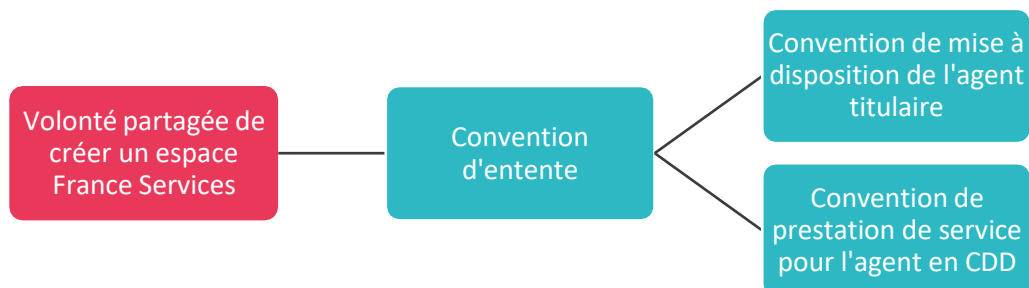 Volonté partagée de
créer un espace
France Services
Convention
d'entente
Convention de mise à
disposition de l'agent
titulaire
Convention de
prestation de service
pour l'agent en CDD